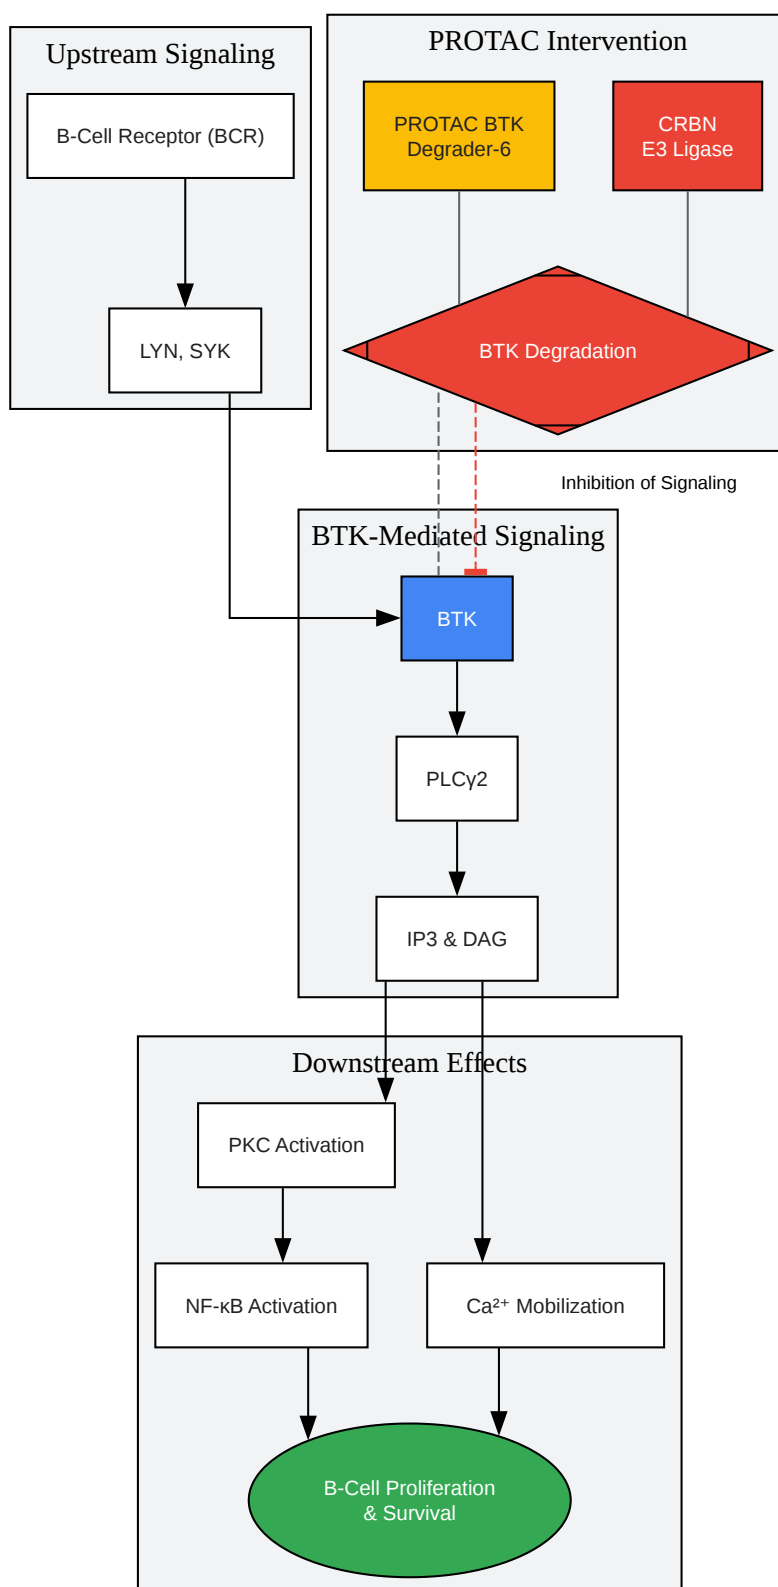 Upstream Signaling
B-Cell Receptor (BCR)
LYN, SYK
PROTAC Intervention
PROTAC BTK
Degrader-6
CRBN
E3 Ligase
BTK Degradation
Inhibition of Signaling
BTK-Mediated Signaling
BTK
PLCγ2
IP3 & DAG
Downstream Effects
PKC Activation
NF-κB Activation
Ca²⁺ Mobilization
B-Cell Proliferation
& Survival